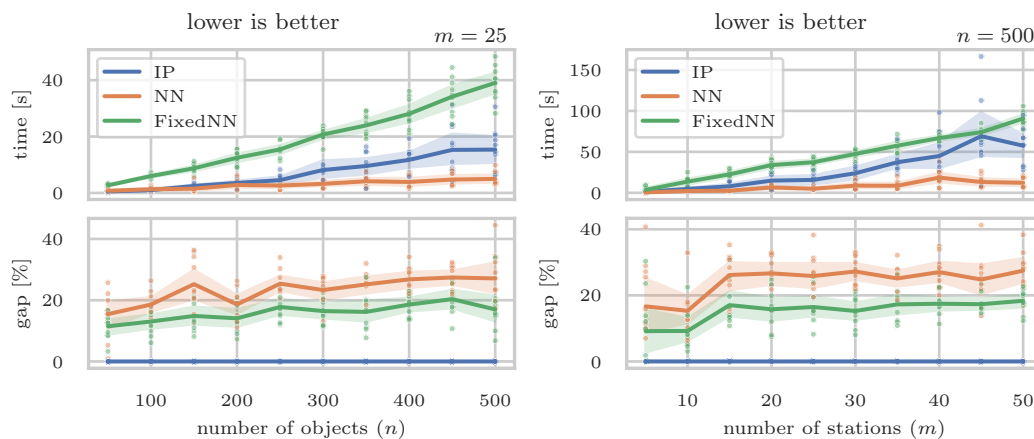 lower is better
m = 25
IP
NN
FixedNN
time [s]
40
20
0
gap [%]
40
20
0
100 200 300 400 500
number of objects (n)
lower is better
n = 500
IP
NN
FixedNN
time [s]
150
100
50
0
gap [%]
40
20
0
10 20 30 40 50
number of stations (m)